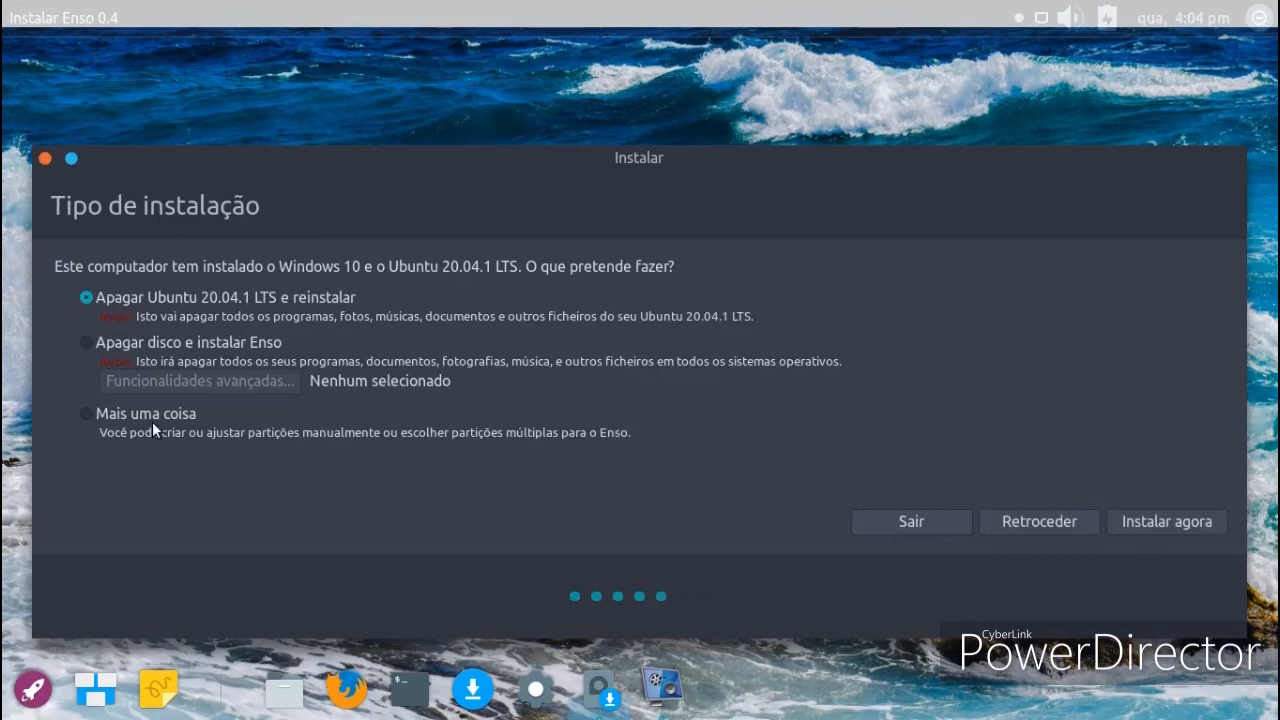 Instalar Enso 0.4
qua, 4:04 pm
Instalar
Tipo de instalação
Este computador tem instalado o Windows 10 e o Ubuntu 20.04.1 LTS. O que pretende fazer?
Apagar Ubuntu 20.04.1 LTS e reinstalar
Aviso: Isto vai apagar todos os programas, fotos, músicas, documentos e outros ficheiros do seu Ubuntu 20.04.1 LTS.
Apagar disco e instalar Enso
Aviso: Isto irá apagar todos os seus programas, documentos, fotografias, música, e outros ficheiros em todos os sistemas operativos.
Funcionalidades avançadas... Nenhum selecionado
Mais uma coisa
Você pode criar ou ajustar partições manualmente ou escolher partições múltiplas para o Enso.
Sair Retroceder Instalar agora
CyberLink
PowerDirector